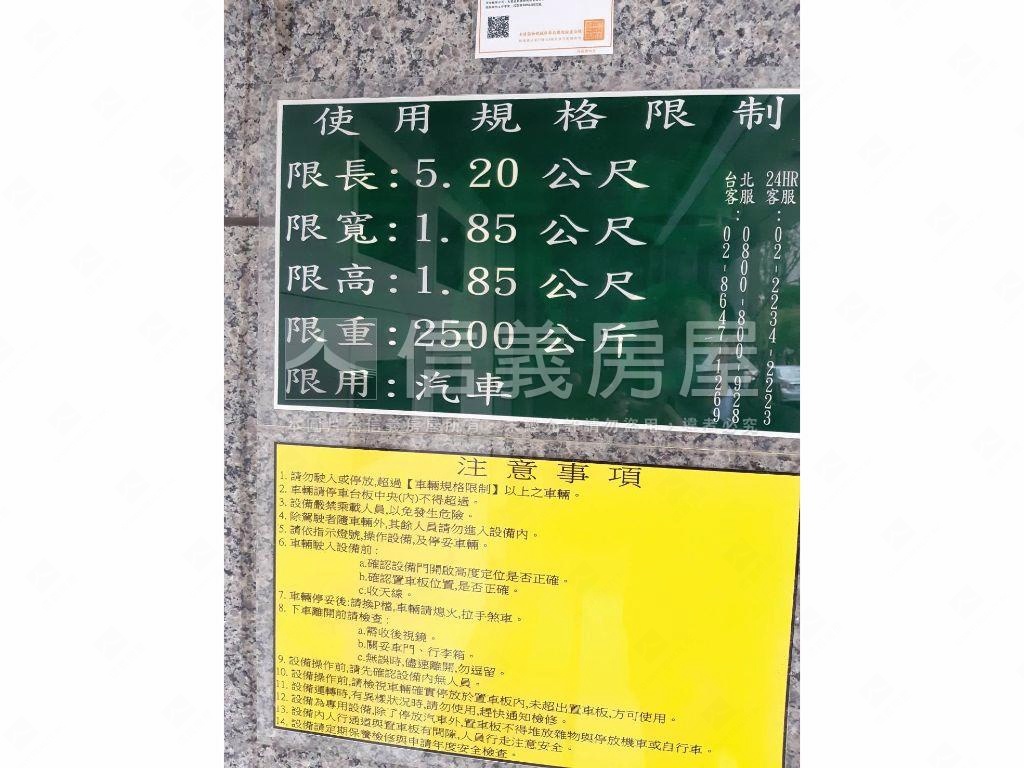 使用規格限制
限長:5.20 公尺
限寬:1.85 公尺
限高:1.85 公尺
限重:2500 公斤
限用:汽車
24HR客服:02-2234-2223
台北客服:0800-800-928
02-8647-1269
信義房屋
注意事項
1. 請勿駛入或停放,超過【車輛規格限制】以上之車輛。
2. 車輛請停車台板中央(內)不得超過。
3. 設備嚴禁乘載人員,以免發生危險。
4. 除駕駛者隨車輛外,其餘人員請勿進入設備內。
5. 請依指示燈號,操作設備,及停妥車輛。
6. 車輛駛入設備前:
a.確認設備門開啟高度定位是否正確。
b.確認置車板位置,是否正確。
c.收天線。
7. 車輛停妥後:請換P檔,車輛請熄火,拉手煞車。
8. 下車離開前請檢查:
a.需收後視鏡。
b.關妥車門、行李箱。
c.無誤時,儘速離開,勿逗留。
9. 設備操作前,請先確認設備內無人員。
10. 設備操作前,請檢視車輛確實停放於置車板內,未超出置車板,方可使用。
11. 設備運轉時,有異樣狀況時,請勿使用,趕快通知檢修。
12. 設備為專用設備,除了停放汽車外,置車板不得堆放雜物與停放機車或自行車。
13. 設備內人行通道與置車板有間隙,人員行走注意安全。
14. 設備請定期保養檢修與申請年度安全檢查。